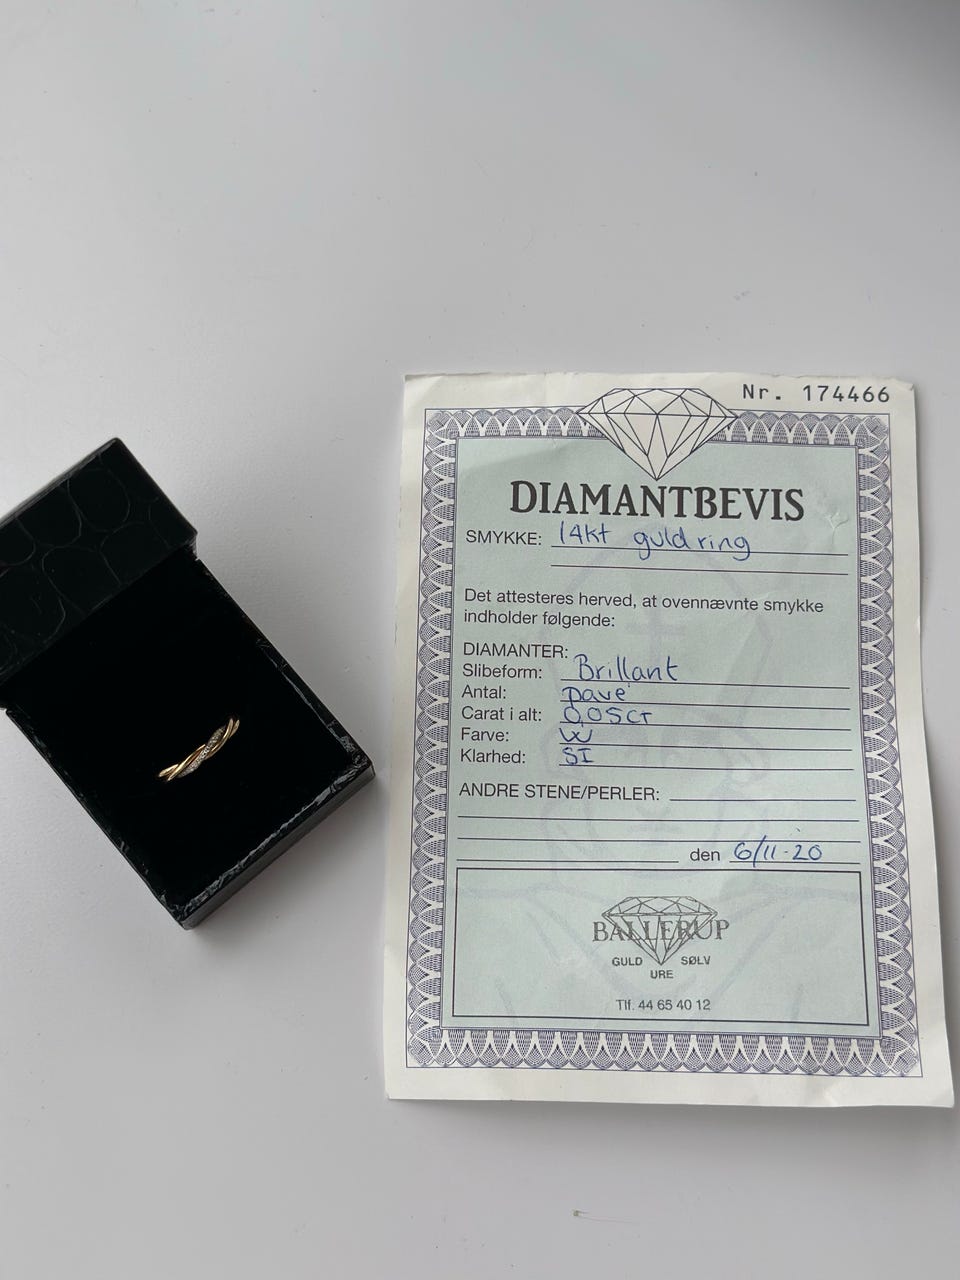 Nr. 174466
DIAMANTBEVIS
SMYKKE: 14kt guldring
Det attesteres herved, at ovennævnte smykke
indholder følgende:
DIAMANTER:
Slibeform: Brillant
Antal: pavé
Carat i alt: 0,05CT
Farve: W
Klarhed: SI
ANDRE STENE/PERLER:
den 6/11-20
BALLERUP
GULD SØLV
URE
Tlf. 44 65 40 12